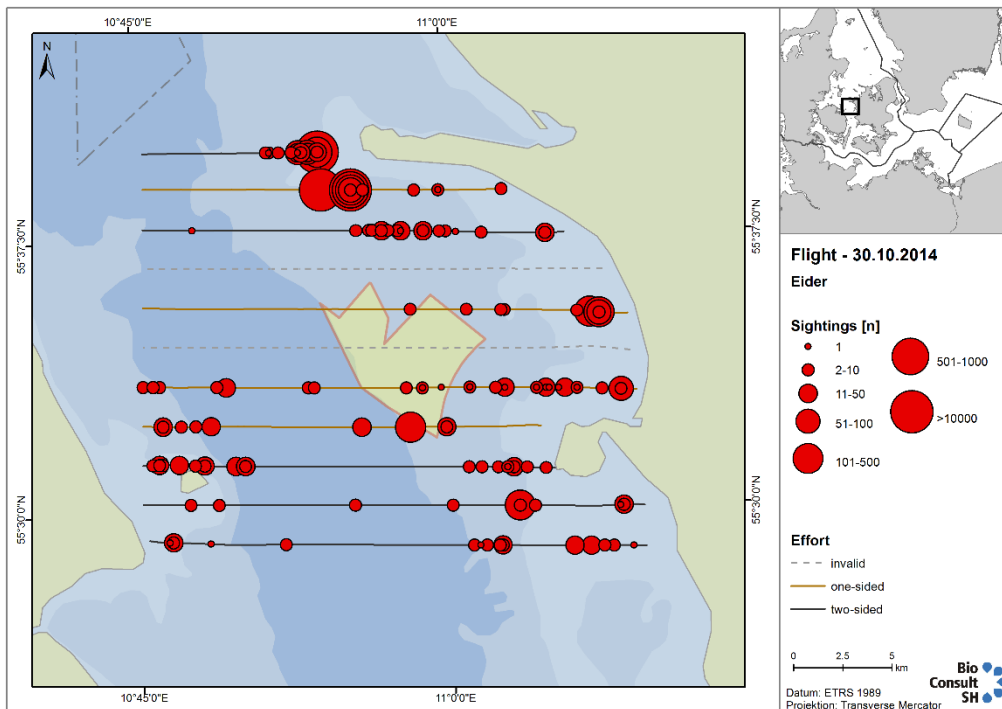 10°45'0"E
11°0'0"E
N
55°37'30"N
55°37'30"N
55°30'0"N
55°30'0"N
10°45'0"E
11°0'0"E
Flight - 30.10.2014
Eider
Sightings [n]
1
2-10
11-50
51-100
101-500
501-1000
>10000
Effort
invalid
one-sided
two-sided
0 2.5 5
km
Datum: ETRS 1989
Projektion: Transverse Mercator
Bio
Consult
SH